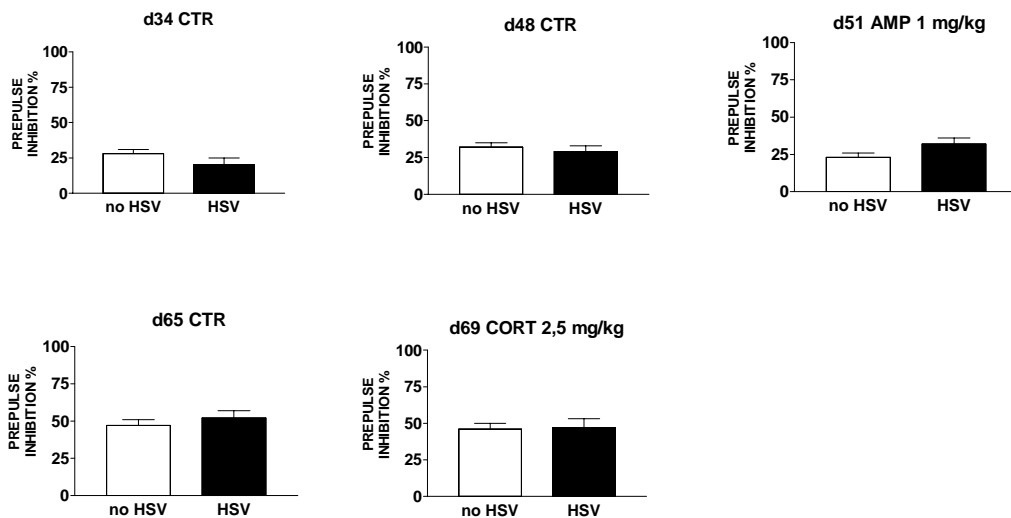 d34 CTR
PREPULSE
INHIBITION %
100
75
50
25
0
no HSV
HSV
d48 CTR
PREPULSE
INHIBITION %
100
75
50
25
0
no HSV
HSV
d51 AMP 1 mg/kg
PREPULSE
INHIBITION %
100
75
50
25
0
no HSV
HSV
d65 CTR
PREPULSE
INHIBITION %
100
75
50
25
0
no HSV
HSV
d69 CORT 2,5 mg/kg
PREPULSE
INHIBITION %
100
75
50
25
0
no HSV
HSV